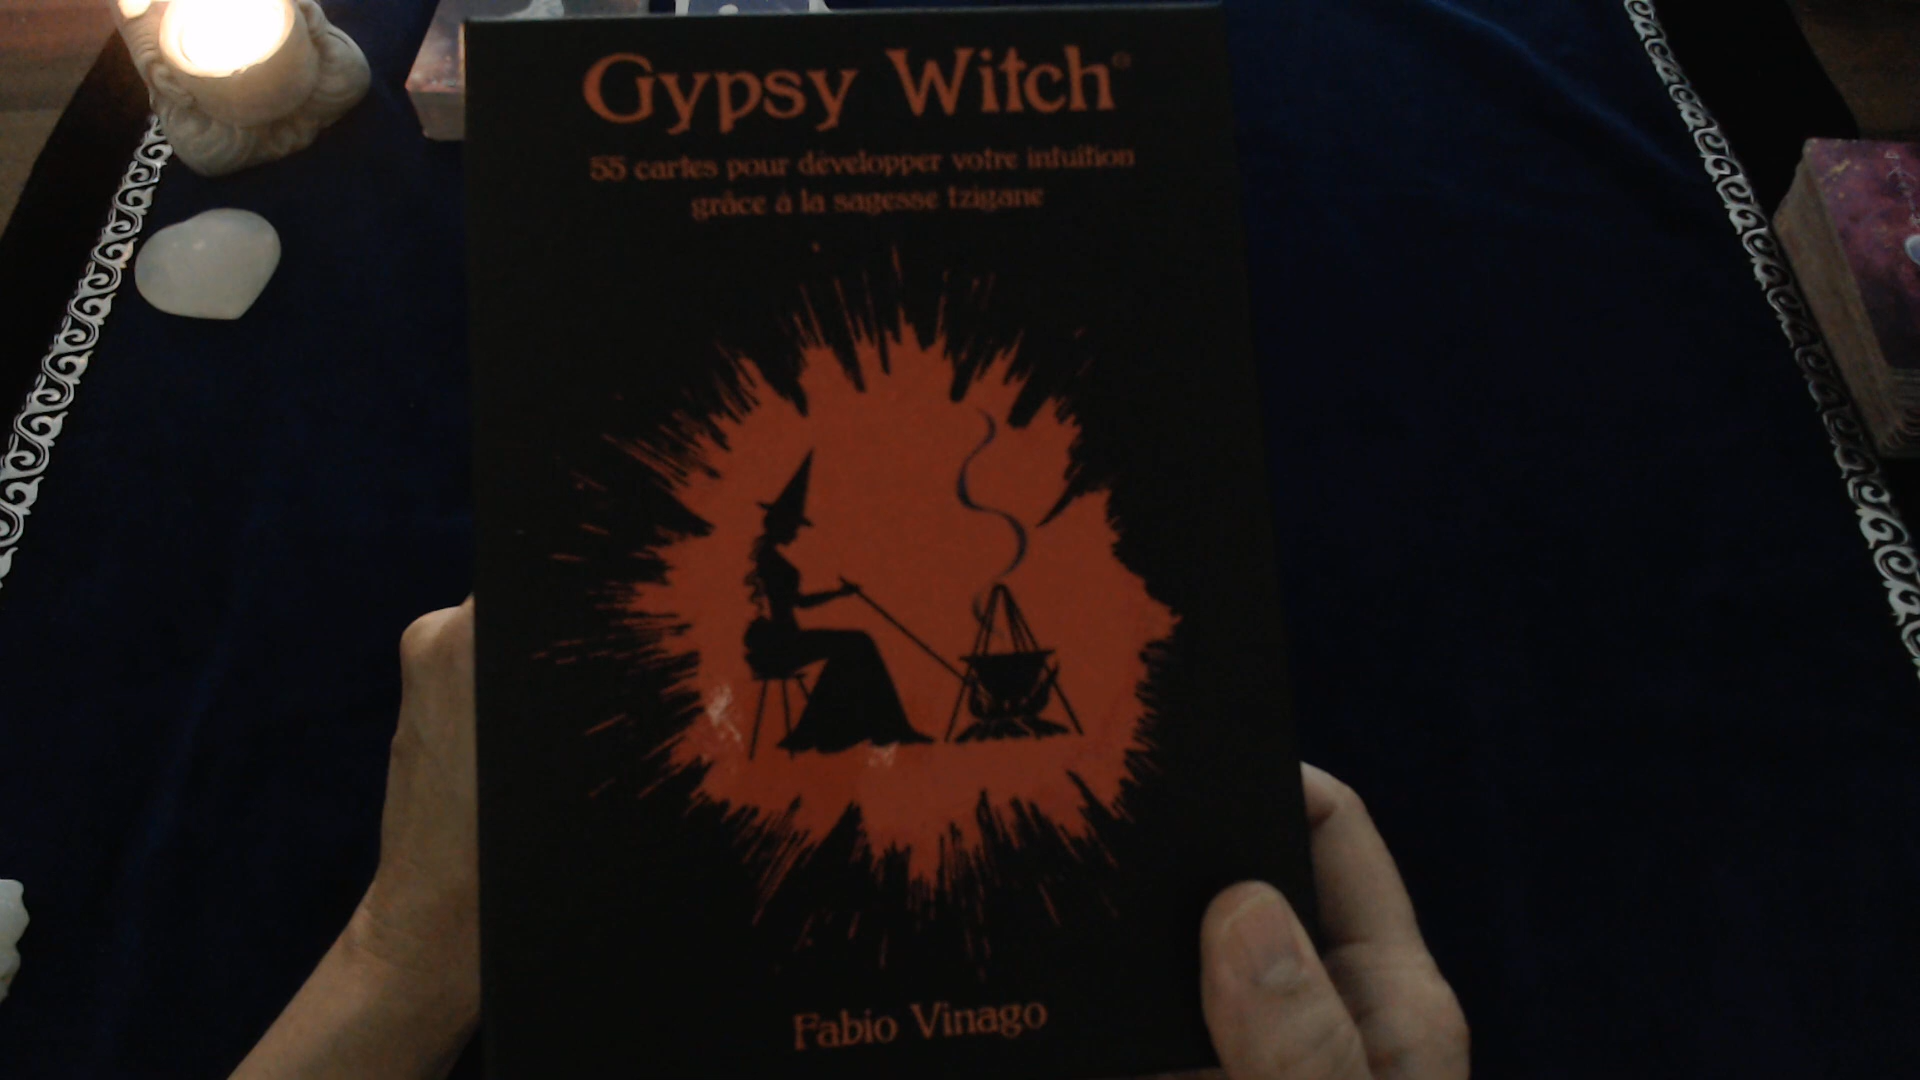 Gypsy Witch®
55 cartes pour développer votre intuition
grâce à la sagesse tzigane
Fabio Vinago